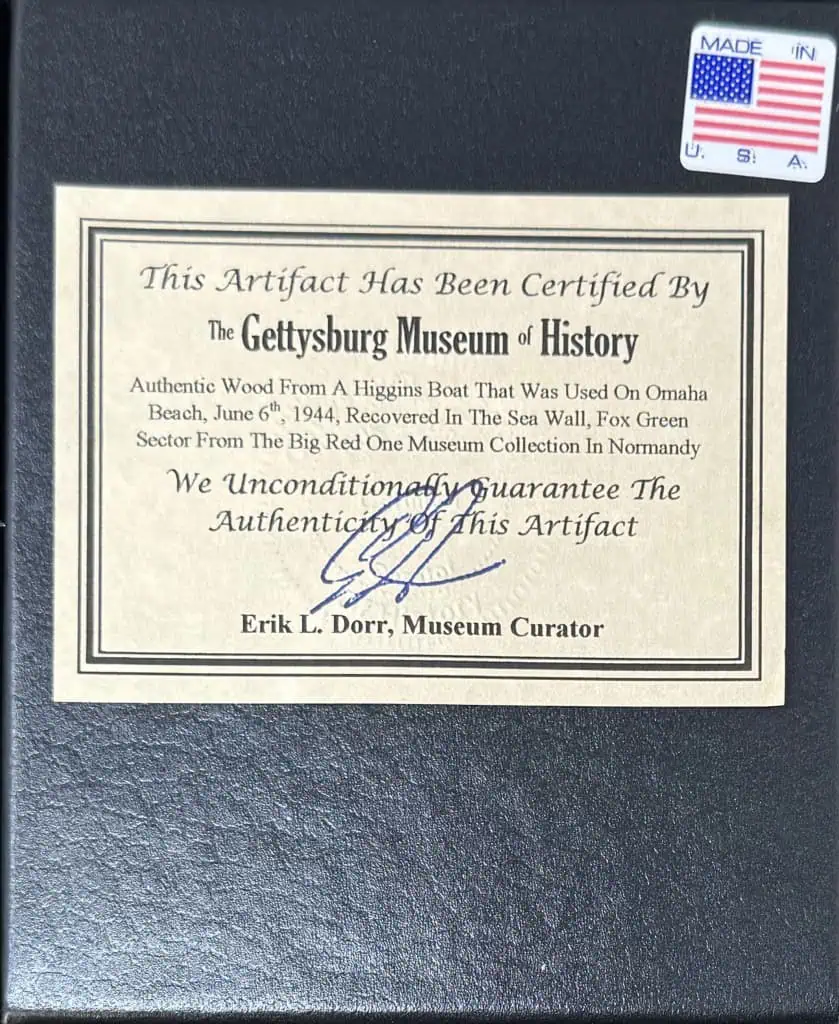 MADE IN
U. S. A.
This Artifact Has Been Certified By
The Gettysburg Museum of History
Authentic Wood From A Higgins Boat That Was Used On Omaha
Beach, June 6th, 1944, Recovered In The Sea Wall, Fox Green
Sector From The Big Red One Museum Collection In Normandy
We Unconditionally Guarantee The
Authenticity Of This Artifact
Erik L. Dorr, Museum Curator